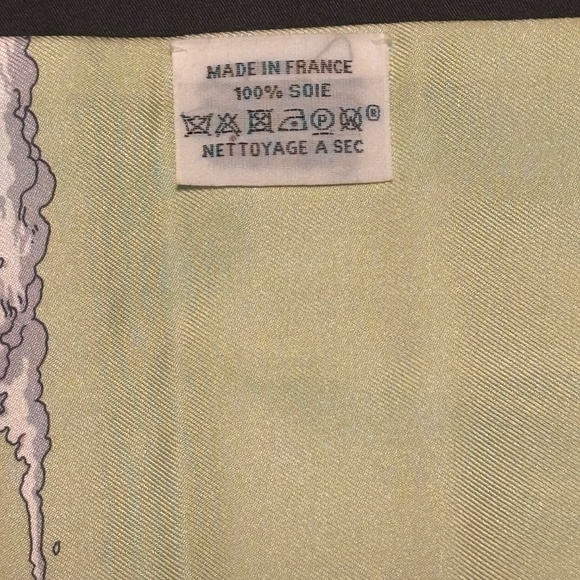 MADE IN FRANCE
100% SOIE
P W ®
NETTOYAGE A SEC